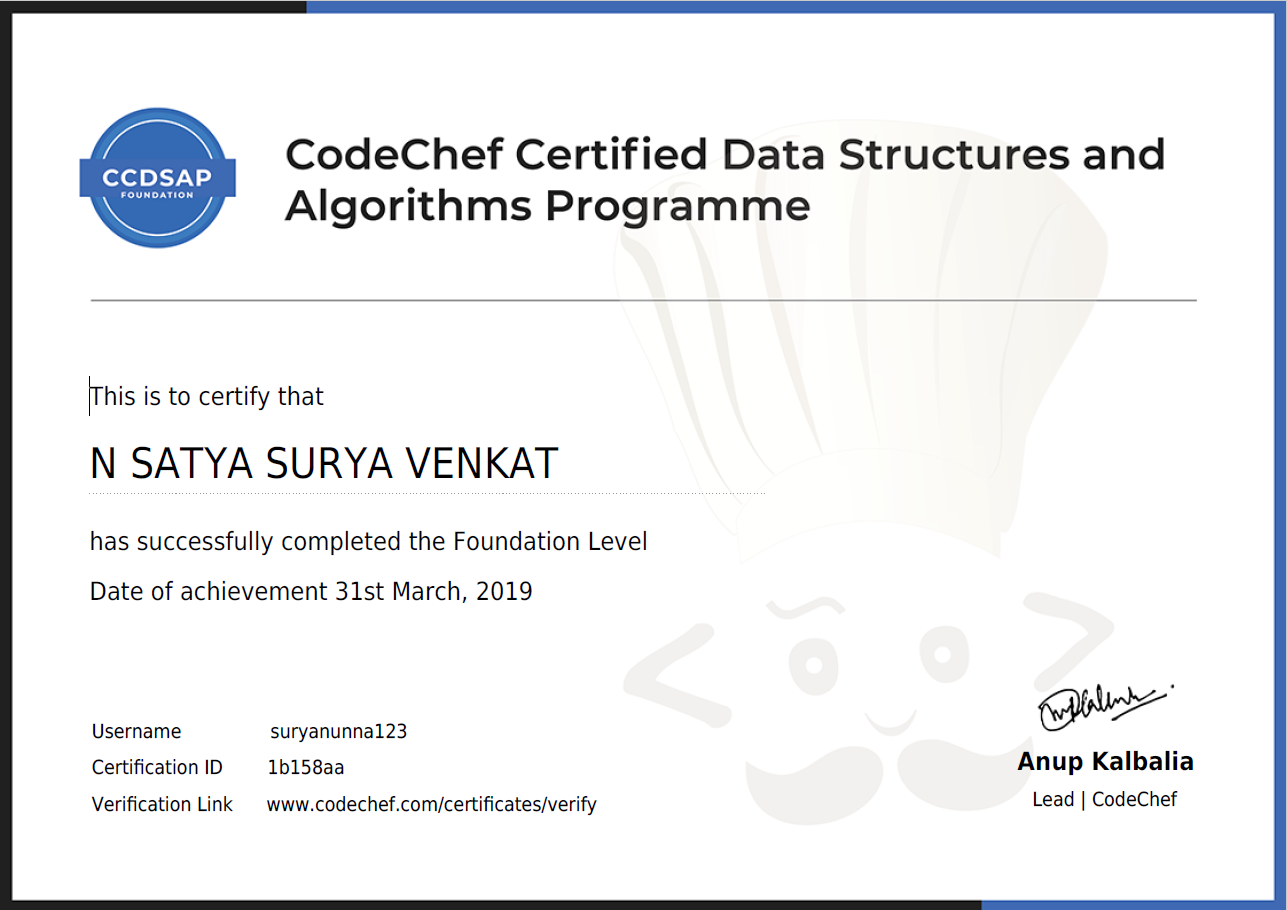 CCDSAP
FOUNDATION
CodeChef Certified Data Structures and
Algorithms Programme
This is to certify that
N SATYA SURYA VENKAT
has successfully completed the Foundation Level
Date of achievement 31st March, 2019
Username suryanunna123
Certification ID 1b158aa
Verification Link www.codechef.com/certificates/verify
Anup Kalbalia
Lead | CodeChef